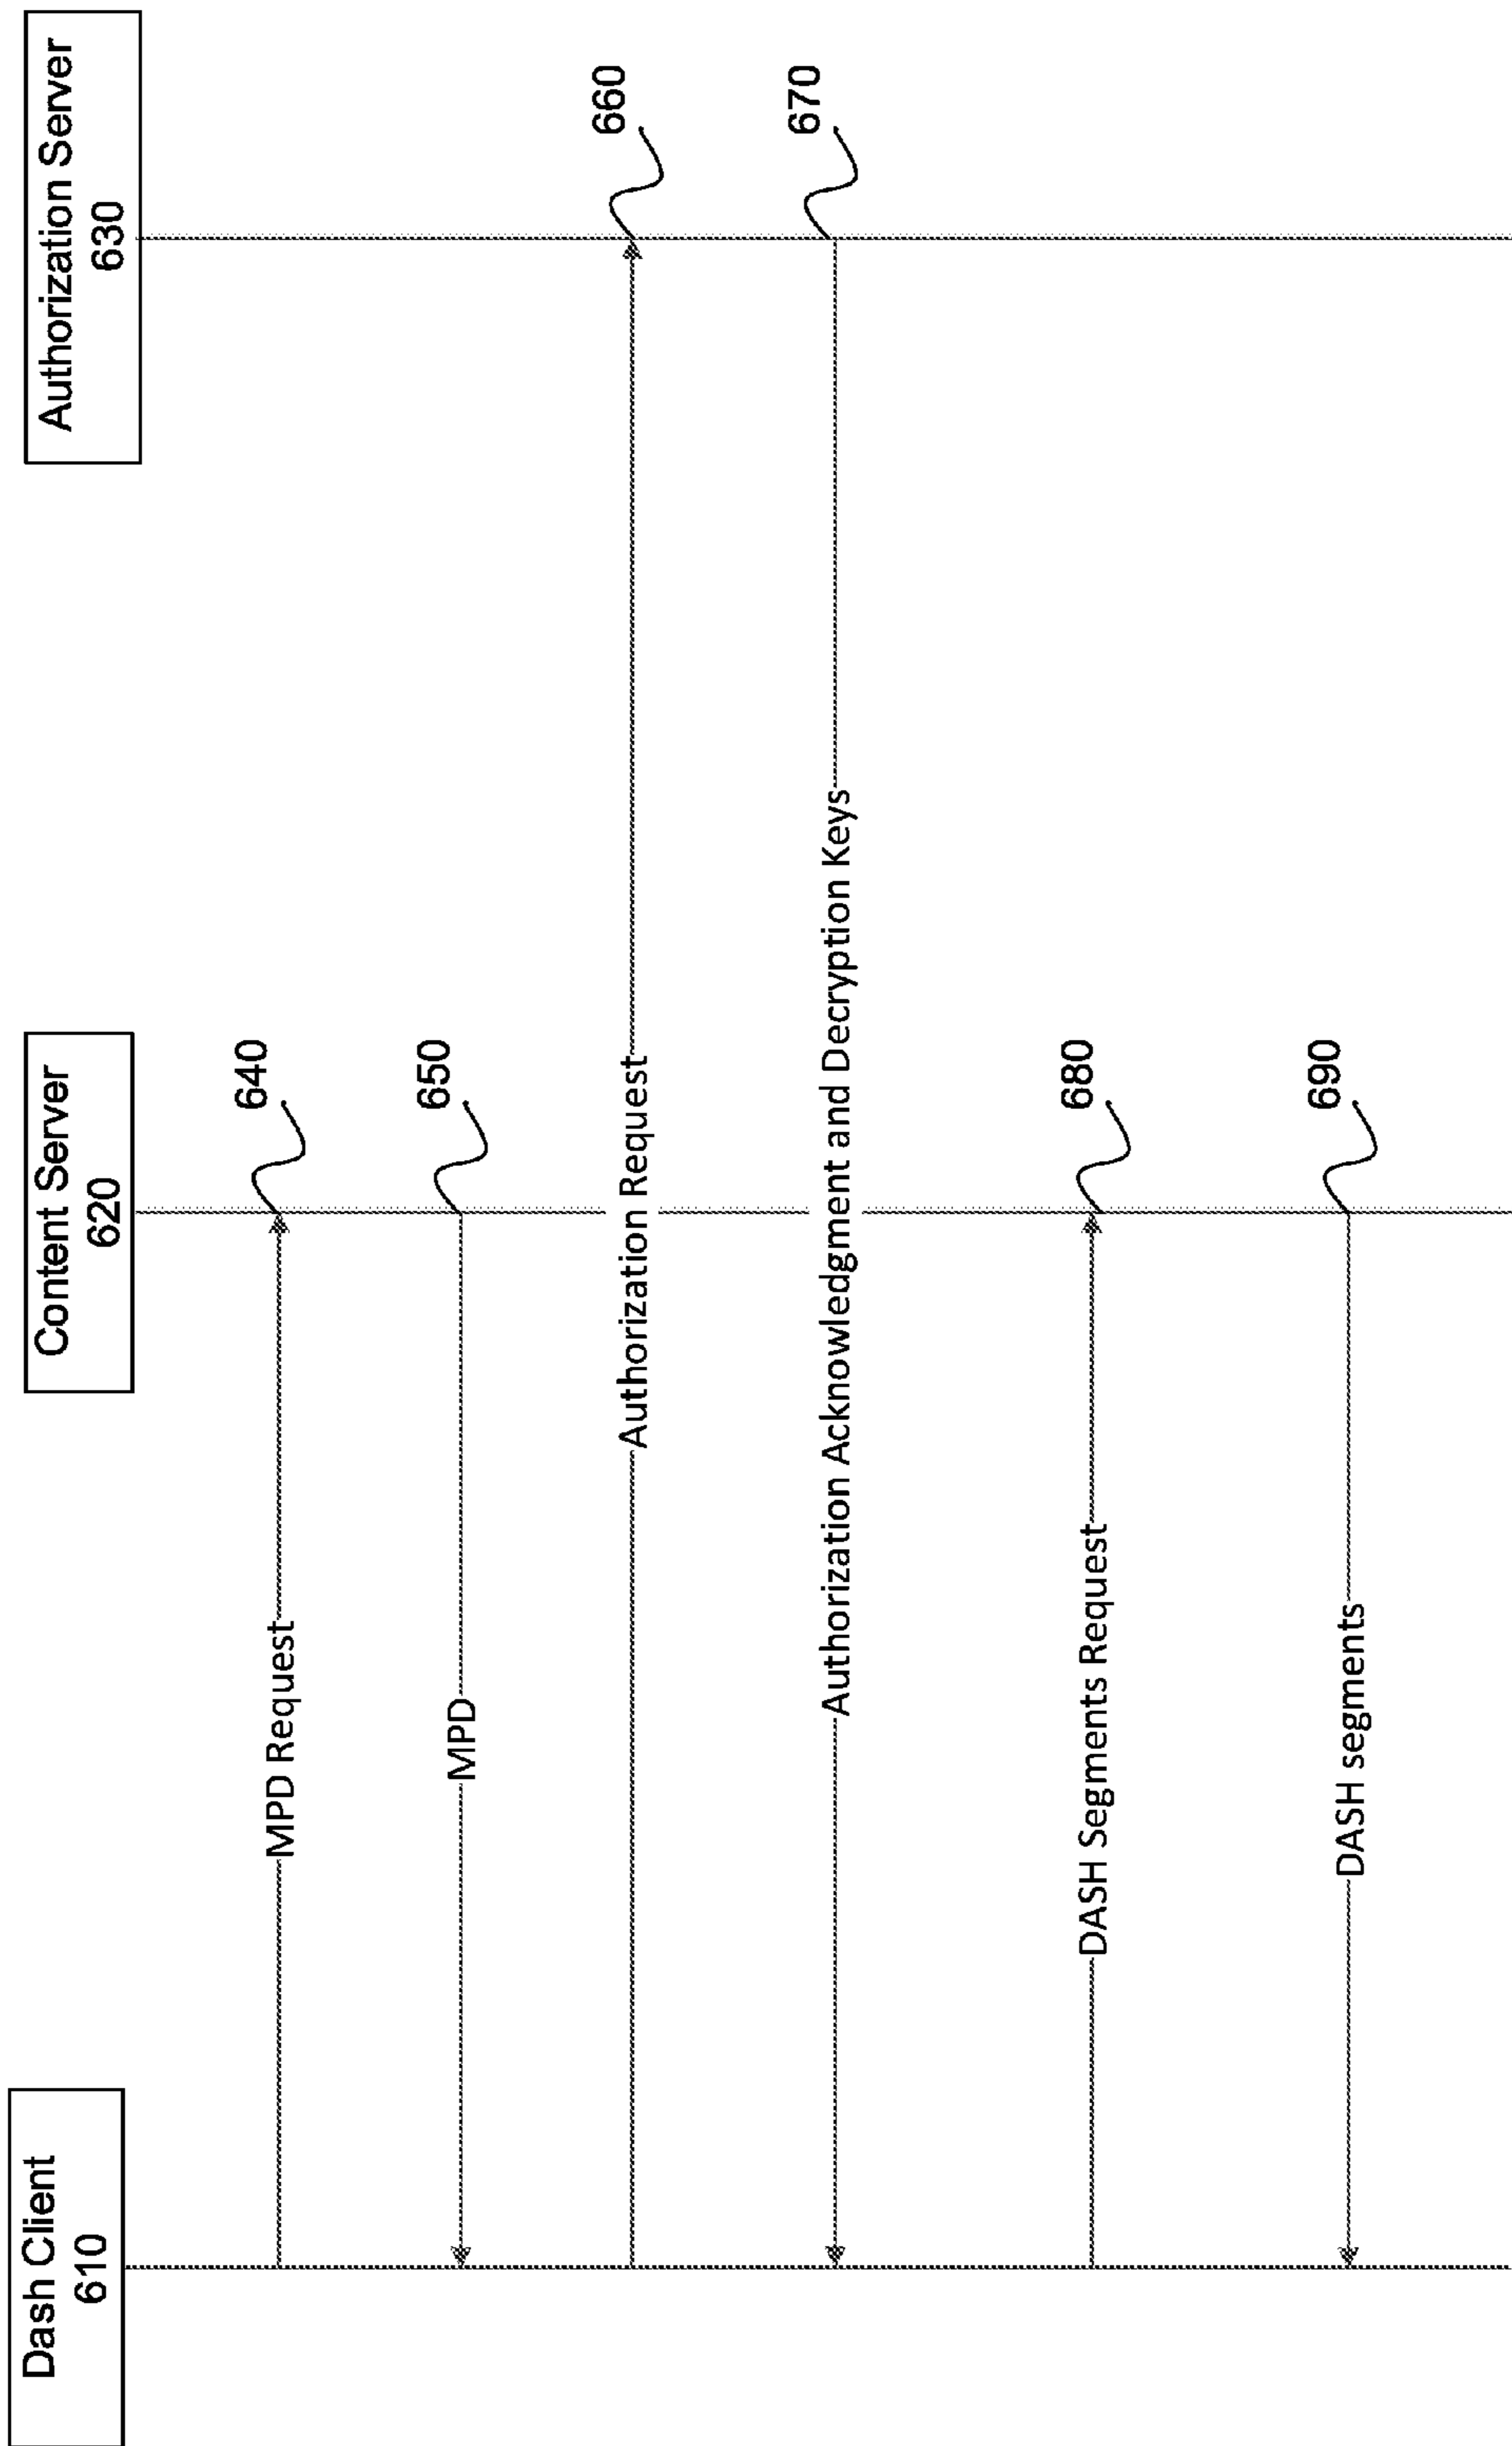 Dash Client
610
Content Server
620
Authorization Server
630
MPD Request
640
MPD
650
Authorization Request
660
Authorization Acknowledgment and Decryption Keys
670
DASH Segments Request
680
DASH segments
690